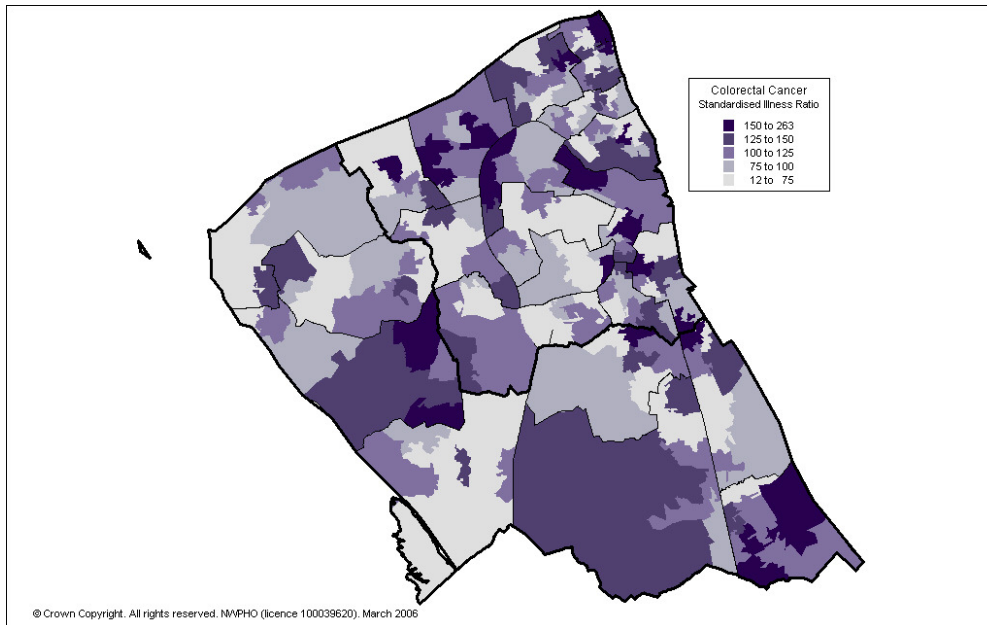 Colorectal Cancer
Standardised Illness Ratio
150 to 263
125 to 150
100 to 125
75 to 100
12 to 75
© Crown Copyright. All rights reserved. NWPHO (licence 100039620). March 2006